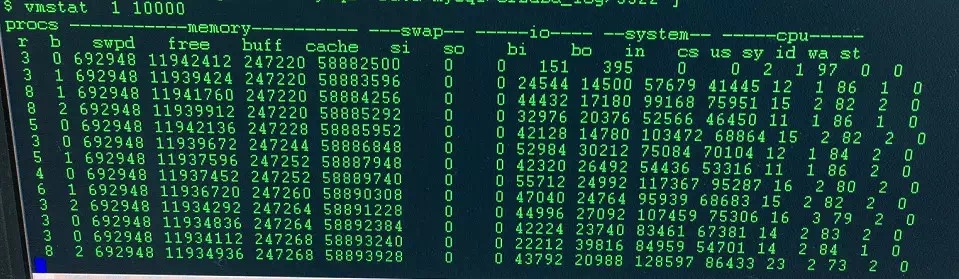 $ vmstat 1 10000
procs -----------memory---------- ---swap-- -----io---- --system-- -----cpu-----
r b swpd free buff cache si so bi bo in cs us sy id wa st
3 0 692948 11942412 247220 58882500 0 0 151 395 0 0 2 1 97 0 0
3 1 692948 11939424 247220 58883596 0 0 24544 14500 57679 41445 12 1 86 1 0
8 1 692948 11941760 247220 58884256 0 0 44432 17180 99168 75951 15 2 82 2 0
8 2 692948 11939912 247220 58885292 0 0 32976 20376 52566 46450 11 1 86 1 0
5 0 692948 11942136 247228 58885952 0 0 42128 14780 103472 68864 15 2 82 2 0
3 0 692948 11939672 247244 58886848 0 0 52984 30212 75084 70104 12 1 84 2 0
5 1 692948 11937596 247252 58887948 0 0 42320 26492 54436 53316 11 1 86 2 0
4 0 692948 11937452 247252 58889740 0 0 55712 24992 117367 95287 16 2 80 2 0
6 1 692948 11936720 247260 58890308 0 0 47040 24764 95939 68683 15 2 82 2 0
3 2 692948 11934292 247264 58891228 0 0 44996 27092 107459 75306 16 3 79 2 0
3 0 692948 11934836 247264 58892384 0 0 42224 23740 83461 67381 14 2 83 2 0
3 0 692948 11934112 247268 58893240 0 0 22212 39816 84959 54701 14 2 84 1 0
8 2 692948 11934936 247268 58893928 0 0 43792 20988 128597 86433 23 2 73 2 0